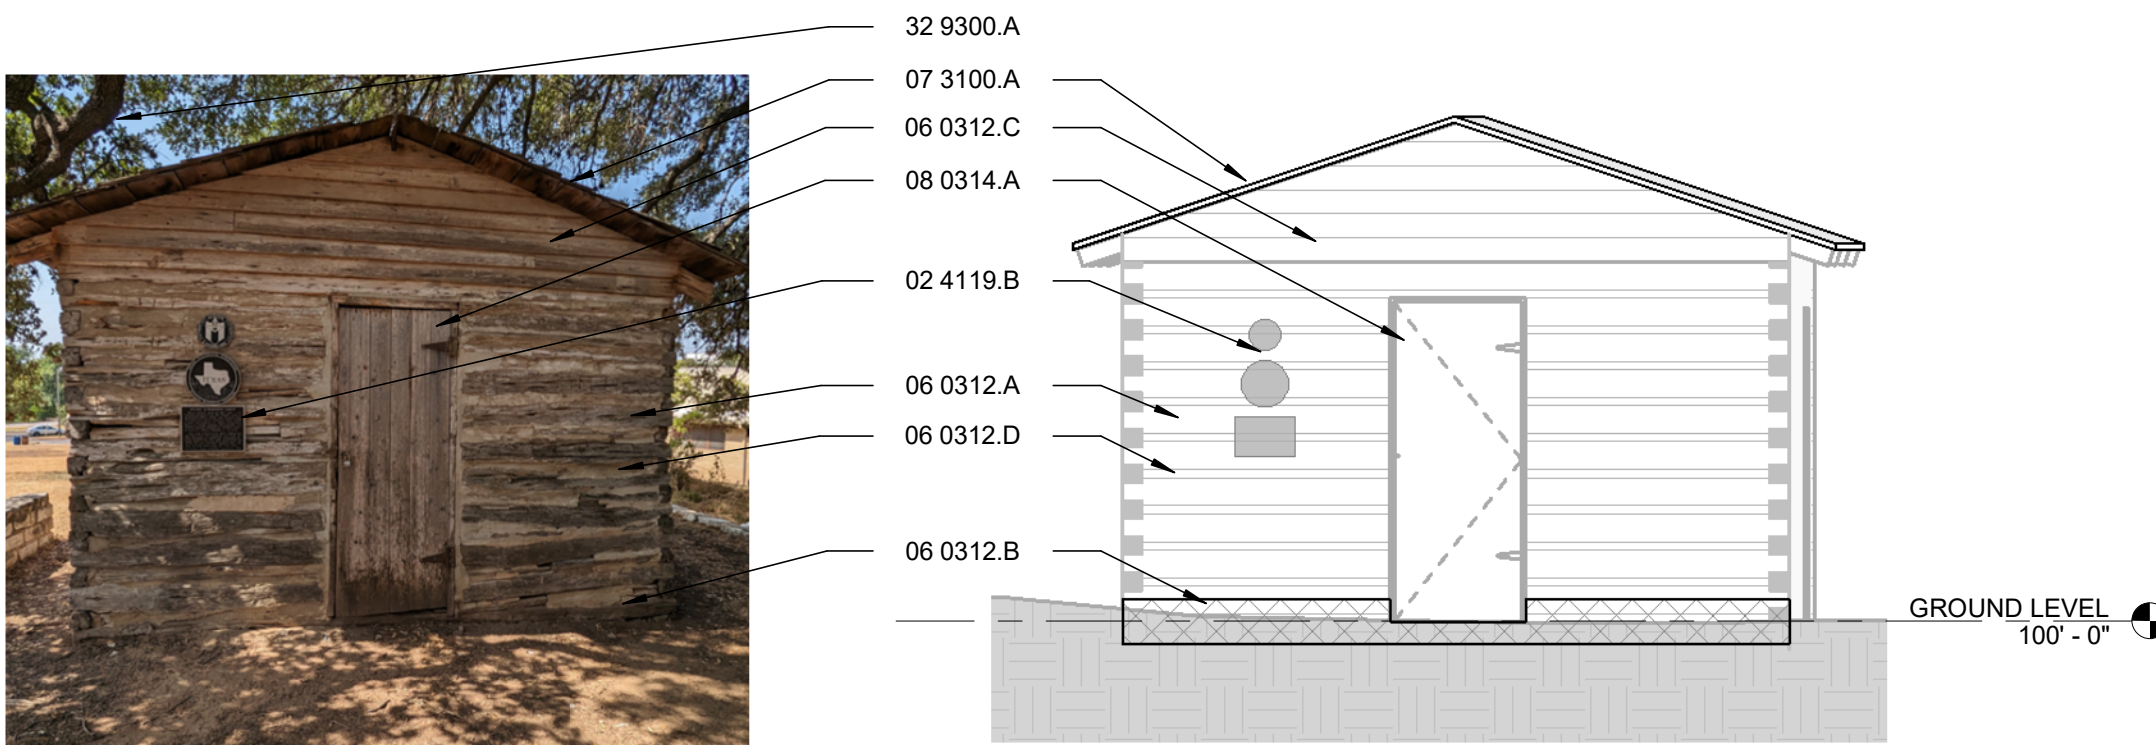 32 9300.A
07 3100.A
06 0312.C
08 0314.A
02 4119.B
06 0312.A
06 0312.D
06 0312.B
GROUND LEVEL
100' - 0"
TEXAS